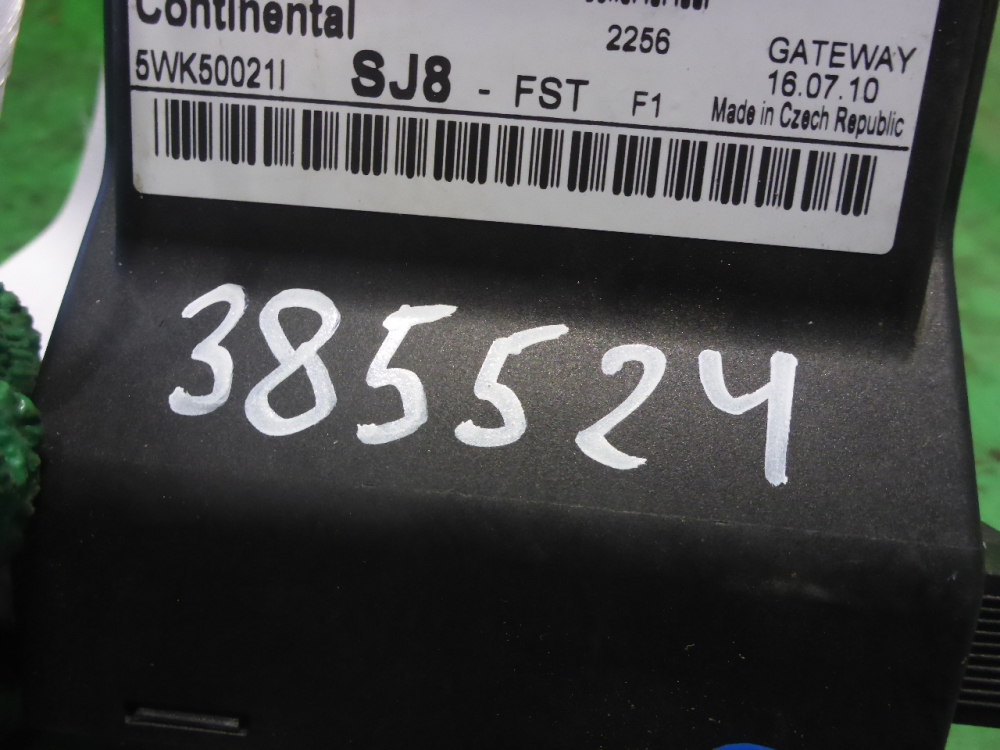 Continental
2256
GATEWAY
5WK50021I SJ8 - FST F1 16.07.10
Made in Czech Republic
385524